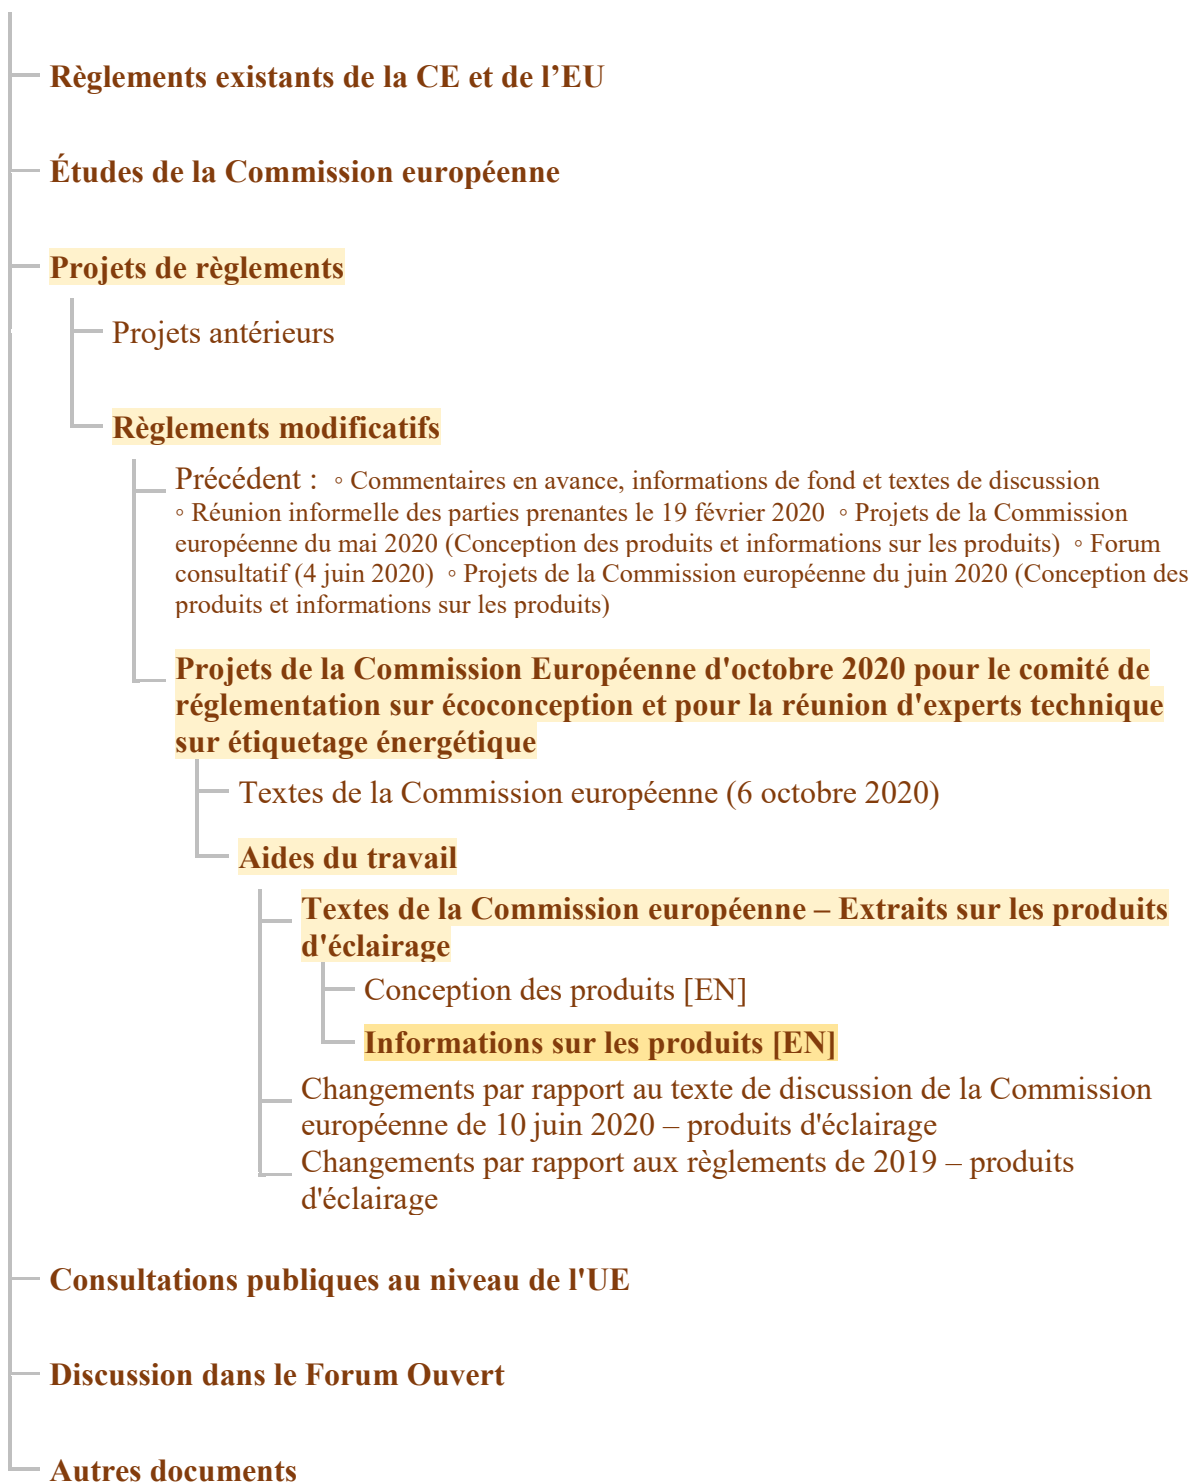 Règlements existants de la CE et de l’EU
Études de la Commission européenne
Projets de règlements
Projets antérieurs
Règlements modificatifs
Précédent : ◦ Commentaires en avance, informations de fond et textes de discussion
◦ Réunion informelle des parties prenantes le 19 février 2020 ◦ Projets de la Commission
européenne du mai 2020 (Conception des produits et informations sur les produits) ◦ Forum
consultatif (4 juin 2020) ◦ Projets de la Commission européenne du juin 2020 (Conception des
produits et informations sur les produits)
Projets de la Commission Européenne d'octobre 2020 pour le comité de
réglementation sur écoconception et pour la réunion d'experts technique
sur étiquetage énergétique
Textes de la Commission européenne (6 octobre 2020)
Aides du travail
Textes de la Commission européenne – Extraits sur les produits
d'éclairage
Conception des produits [EN]
Informations sur les produits [EN]
Changements par rapport au texte de discussion de la Commission
européenne de 10 juin 2020 – produits d'éclairage
Changements par rapport aux règlements de 2019 – produits
d'éclairage
Consultations publiques au niveau de l'UE
Discussion dans le Forum Ouvert
Autres documents